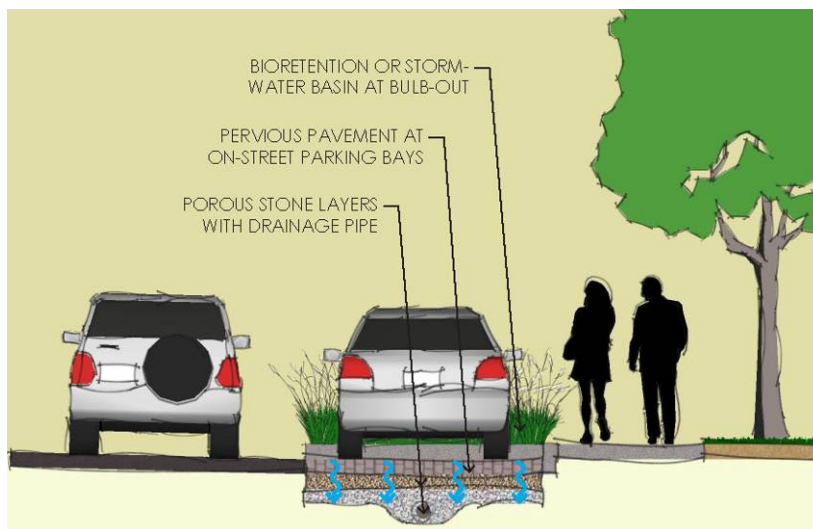 BIORETENTION OR STORM-
WATER BASIN AT BULB-OUT
PERVIOUS PAVEMENT AT
ON-STREET PARKING BAYS
POROUS STONE LAYERS
WITH DRAINAGE PIPE